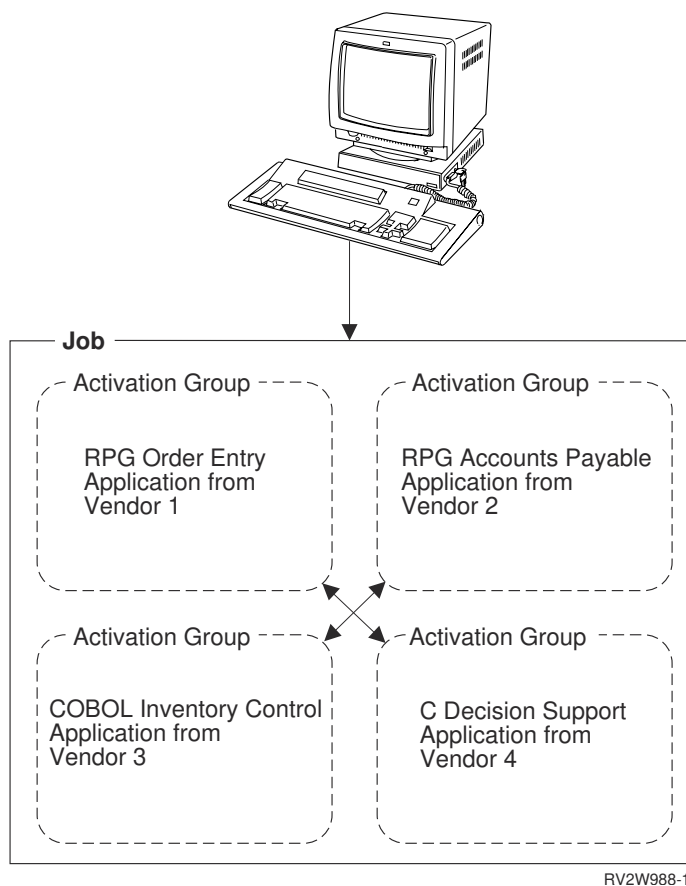 Job
Activation Group
RPG Order Entry
Application from
Vendor 1
Activation Group
RPG Accounts Payable
Application from
Vendor 2
Activation Group
COBOL Inventory Control
Application from
Vendor 3
Activation Group
C Decision Support
Application from
Vendor 4
RV2W988-1